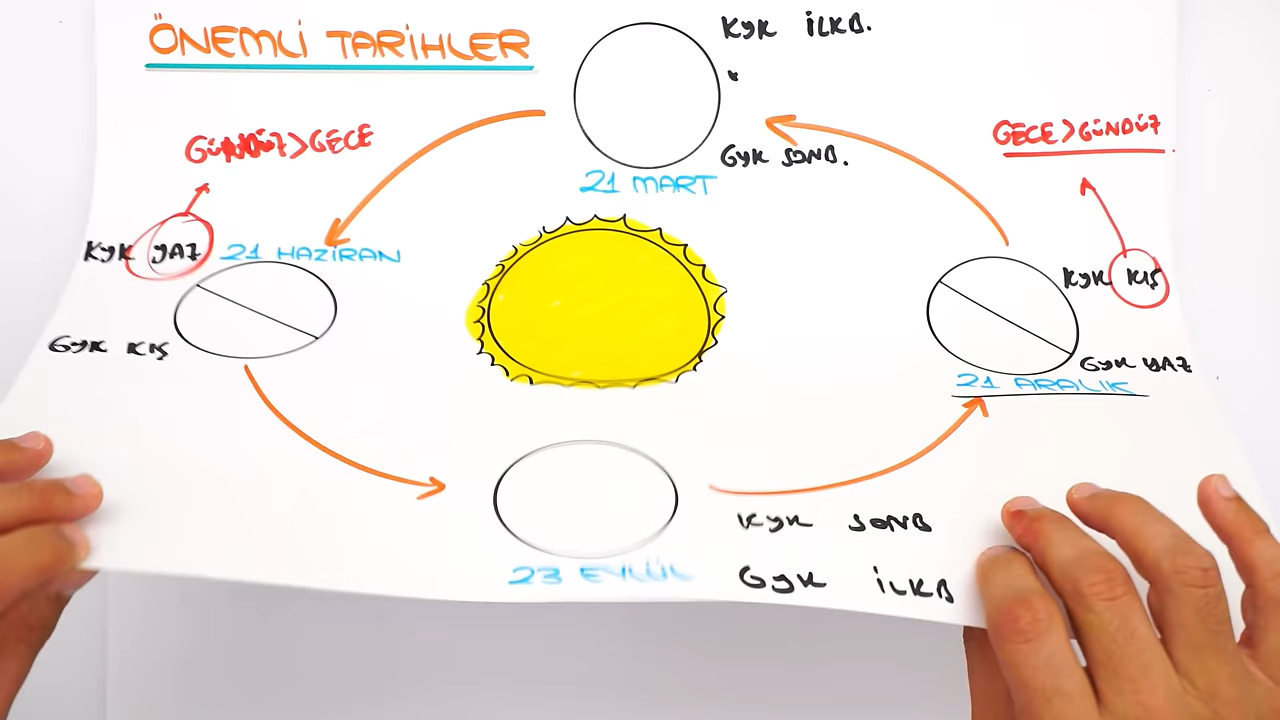 ÖNEMLİ TARİHLER
KYK İLKB.
GYK SONB.
21 MART
GÜNDÜZ>GECE
KYK YAZ
21 HAZİRAN
GYK KIŞ
GECE>GÜNDÜZ
KYK KIŞ
GYK YAZ
21 ARALIK
23 EYLÜL
KYK SONB
GYK İLKB